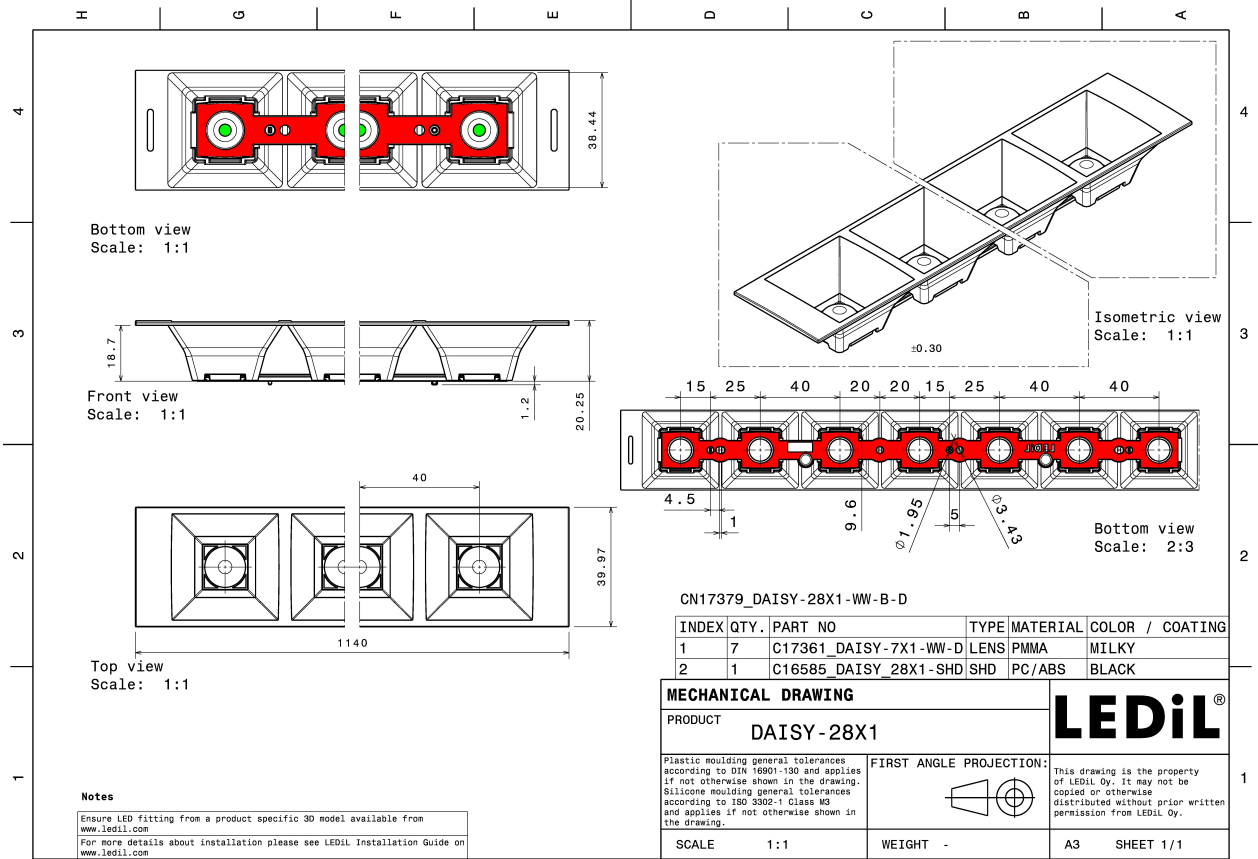 H G F E D C B A
4
4
38.44
Bottom view
Scale: 1:1
3
3
18.7
1.2
20.25
Front view
Scale: 1:1
Isometric view
Scale: 1:1
±0.30
15 25 40 20 20 15 25 40 40
LEDiL
4.5
1
9.6
Ø1.95
5
Ø3.43
Bottom view
Scale: 2:3
2
2
40
39.97
1140
Top view
Scale: 1:1
CN17379_DAISY-28X1-WW-B-D
INDEX QTY. PART NO TYPE MATERIAL COLOR / COATING
1 7 C17361_DAISY-7X1-WW-D LENS PMMA MILKY
2 1 C16585_DAISY_28X1-SHD SHD PC/ABS BLACK
MECHANICAL DRAWING
PRODUCT
DAISY-28X1
LEDiL®
Plastic moulding general tolerances
according to DIN 16901-130 and applies
if not otherwise shown in the drawing.
Silicone moulding general tolerances
according to ISO 3302-1 Class M3
and applies if not otherwise shown in
the drawing.
FIRST ANGLE PROJECTION:
This drawing is the property
of LEDiL Oy. It may not be
copied or otherwise
distributed without prior written
permission from LEDiL Oy.
SCALE 1:1
WEIGHT -
A3 SHEET 1/1
1
1
Notes
Ensure LED fitting from a product specific 3D model available from
www.ledil.com
For more details about installation please see LEDiL Installation Guide on
www.ledil.com